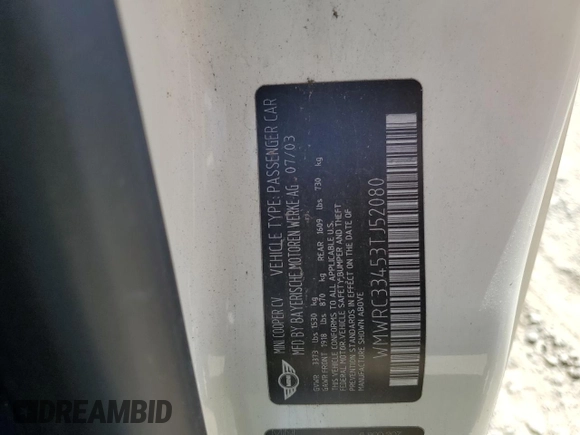 MINI COOPER CV VEHICLE TYPE: PASSENGER CAR
MFD BY BAYERISCHE MOTOREN WERKE AG - 07/03
GVWR 3373 lbs 1530 kg
GAWR FRONT 1918 lbs 870 kg REAR 1609 lbs 730 kg
THIS VEHICLE CONFORMS TO ALL APPLICABLE U.S.
FEDERAL MOTOR VEHICLE SAFETY, BUMPER AND THEFT
PREVENTION STANDARDS IN EFFECT ON THE DATE OF
MANUFACTURE SHOWN ABOVE.
WMWRC33453TJ52080
DREAMBID